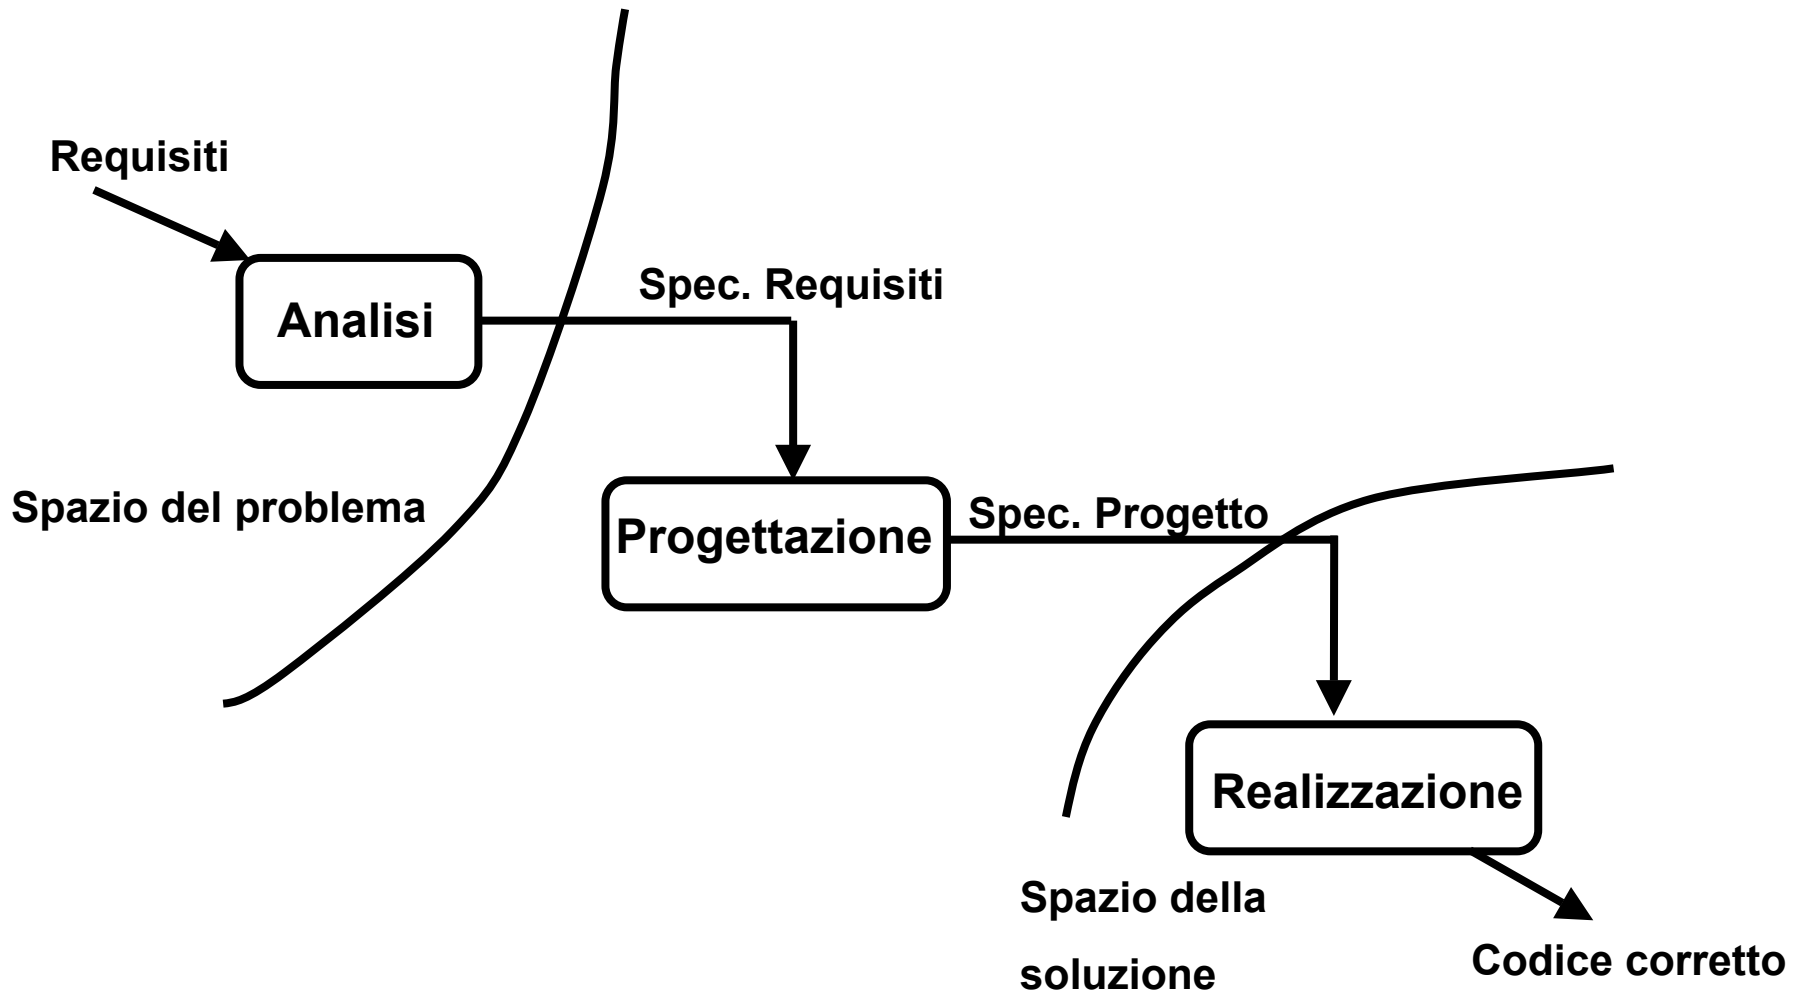 Requisiti
Analisi
Spec. Requisiti
Spazio del problema
Progettazione
Spec. Progetto
Realizzazione
Spazio della
soluzione
Codice corretto